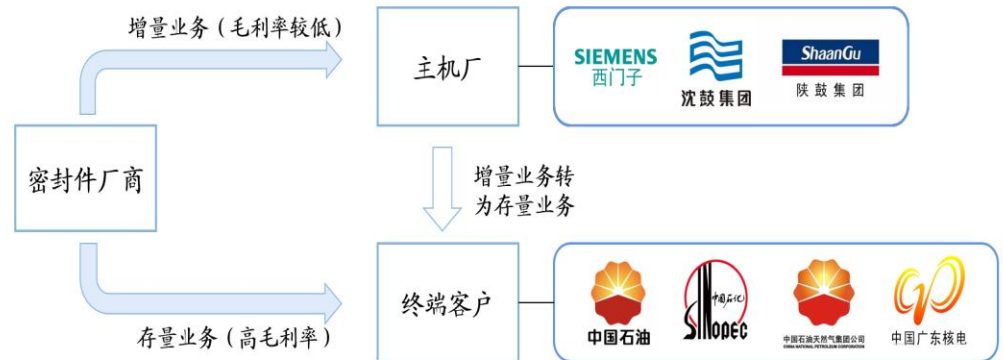 增量业务（毛利率较低）
主机厂
SIEMENS
西门子
沈鼓集团
ShaanGu
陕鼓集团
密封件厂商
增量业务转
为存量业务
终端客户
存量业务（高毛利率）
中国石油
中国石化
SINOPEC
中国石油天然气集团公司
CHINA NATIONAL PETROLEUM CORPORATION
中国广东核电